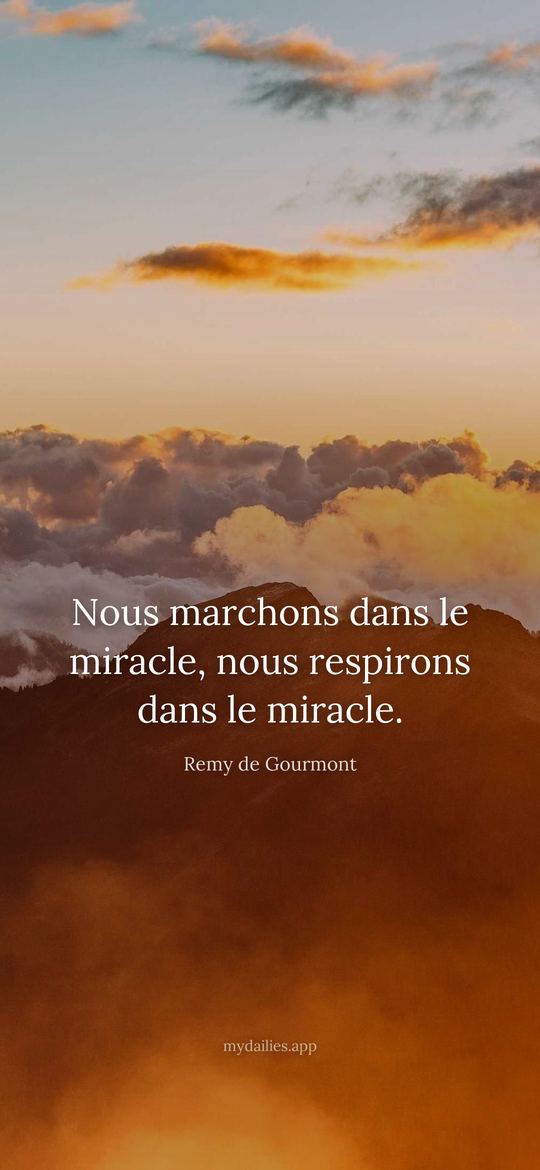 Nous marchons dans le
miracle, nous respirons
dans le miracle.
Remy de Gourmont
mydailies.app